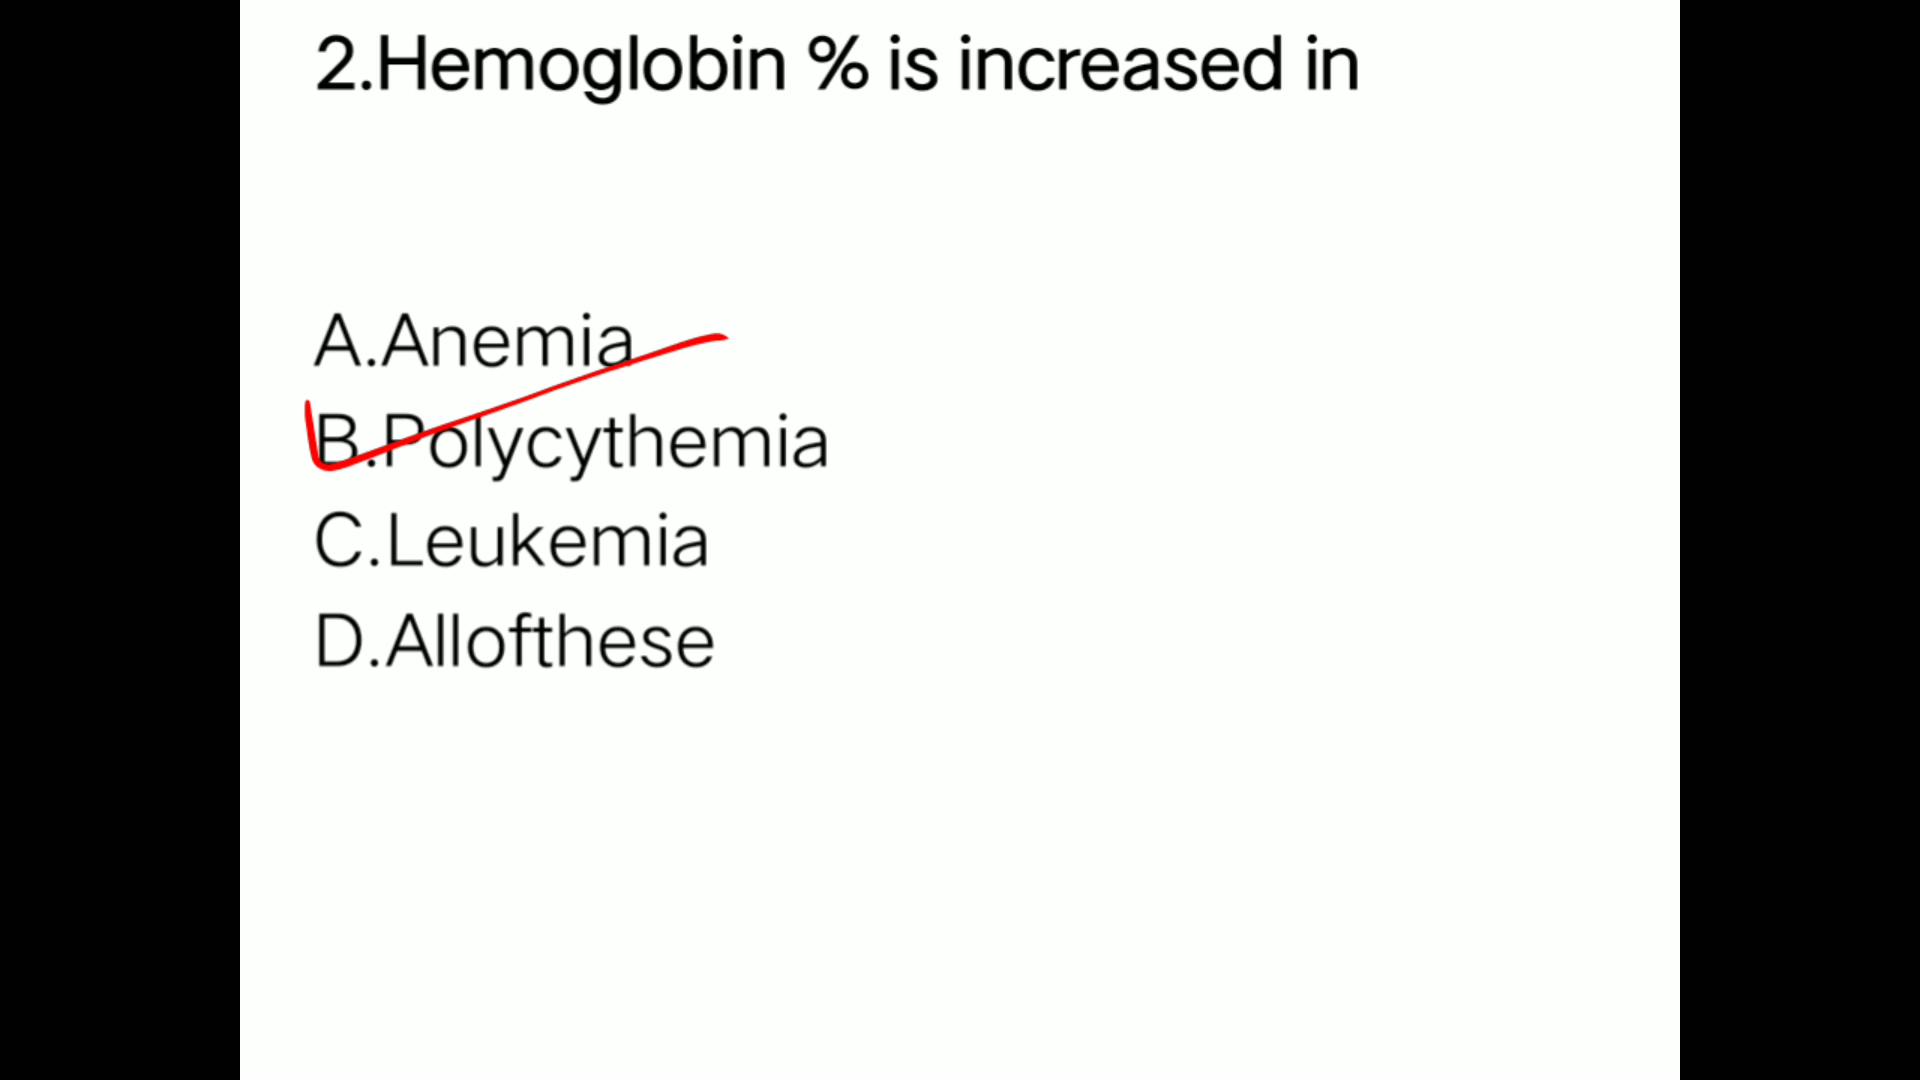 2.Hemoglobin % is increased in
A.Anemia
B.Polycythemia
C.Leukemia
D.Allofthese